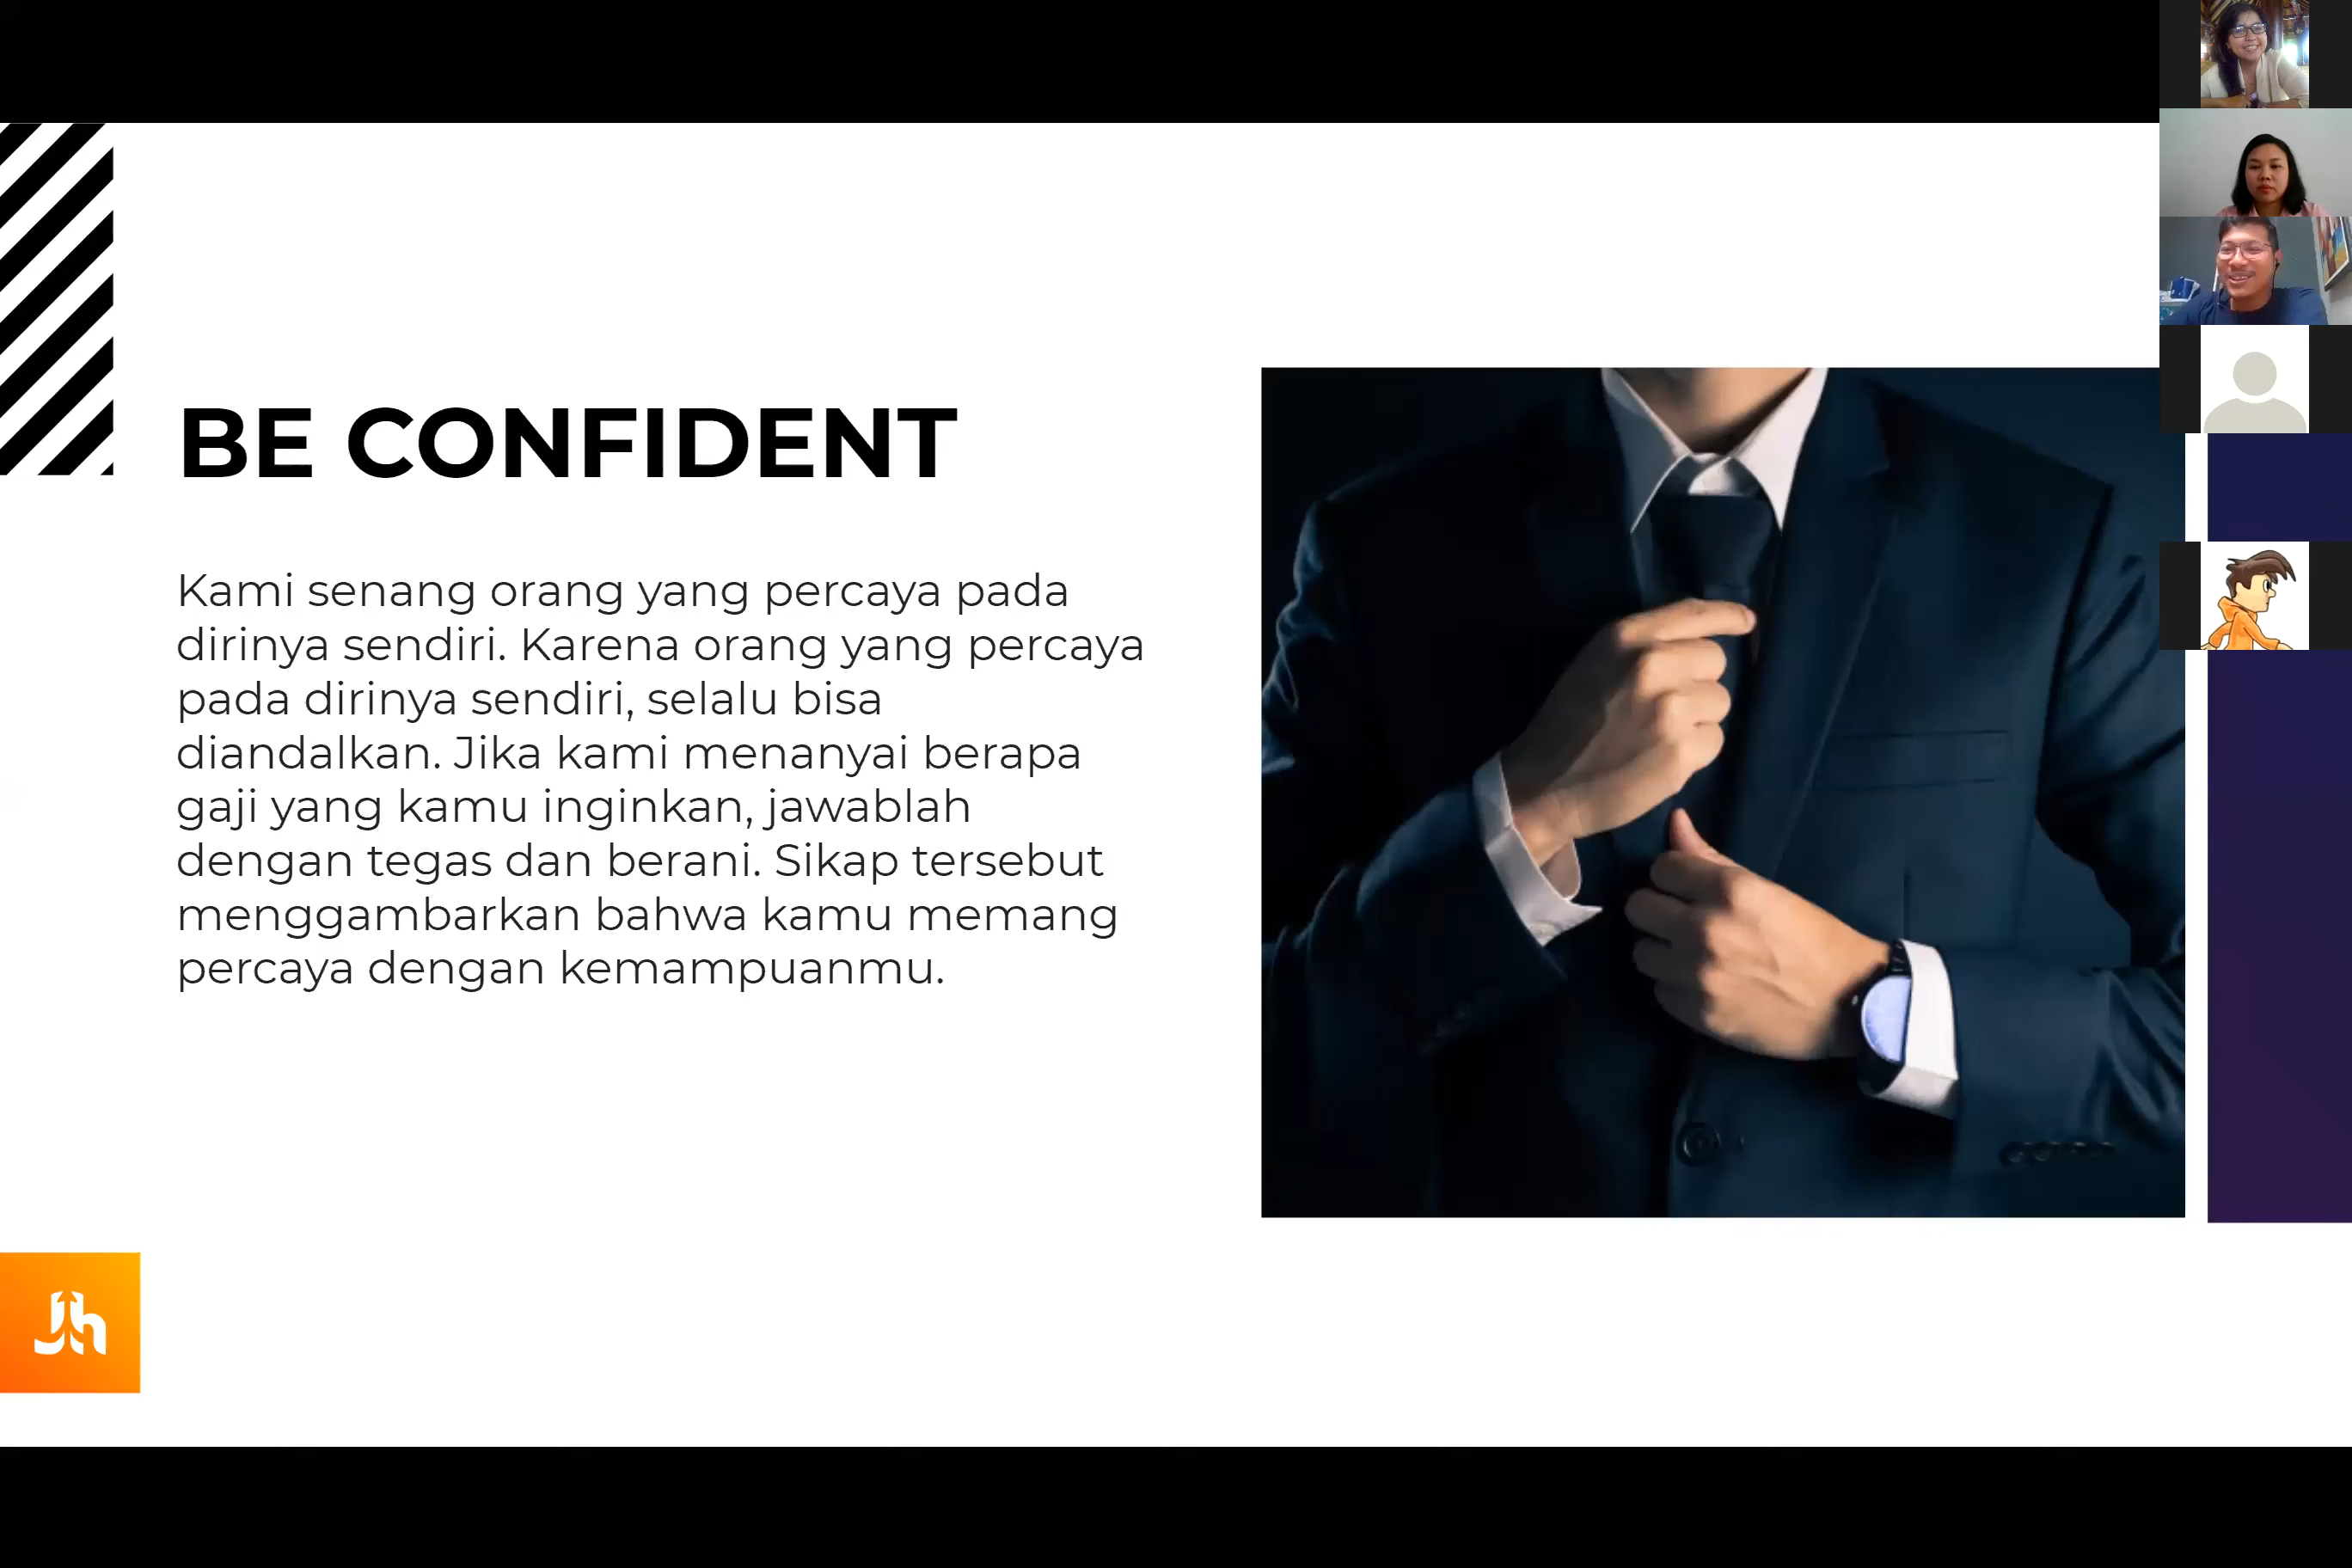 BE CONFIDENT
Kami senang orang yang percaya pada
dirinya sendiri. Karena orang yang percaya
pada dirinya sendiri, selalu bisa
diandalkan. Jika kami menanyai berapa
gaji yang kamu inginkan, jawablah
dengan tegas dan berani. Sikap tersebut
menggambarkan bahwa kamu memang
percaya dengan kemampuanmu.
Jh